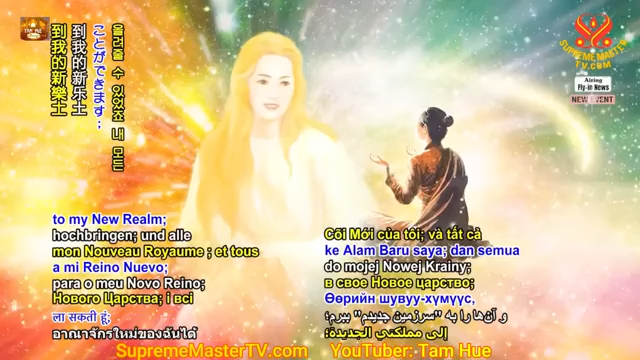 TAM HUE
到我的新樂土
到我的新乐土
ことができます;
올려줄 수 있었죠 내 모든
SUPREME MASTER
TV.COM
Airing
Fly-in News
NEW EVENT
to my New Realm;
hochbringen; und alle
mon Nouveau Royaume ; et tous
a mi Reino Nuevo;
para o meu Novo Reino;
Нового Царства; і всі
ला सकती हूं;
อาณาจักรใหม่ของฉันได้
Cõi Mới của tôi; và tất cả
ke Alam Baru saya; dan semua
do mojej Nowej Krainy;
в свое Новое царство;
Өөрийн шувуу-хүмүүс,
و آن‌ها را به "سرزمین جدیدم" ببرم؛
إلى مملكتي الجديدة؛
SupremeMasterTV.com
YouTuber: Tam Hue